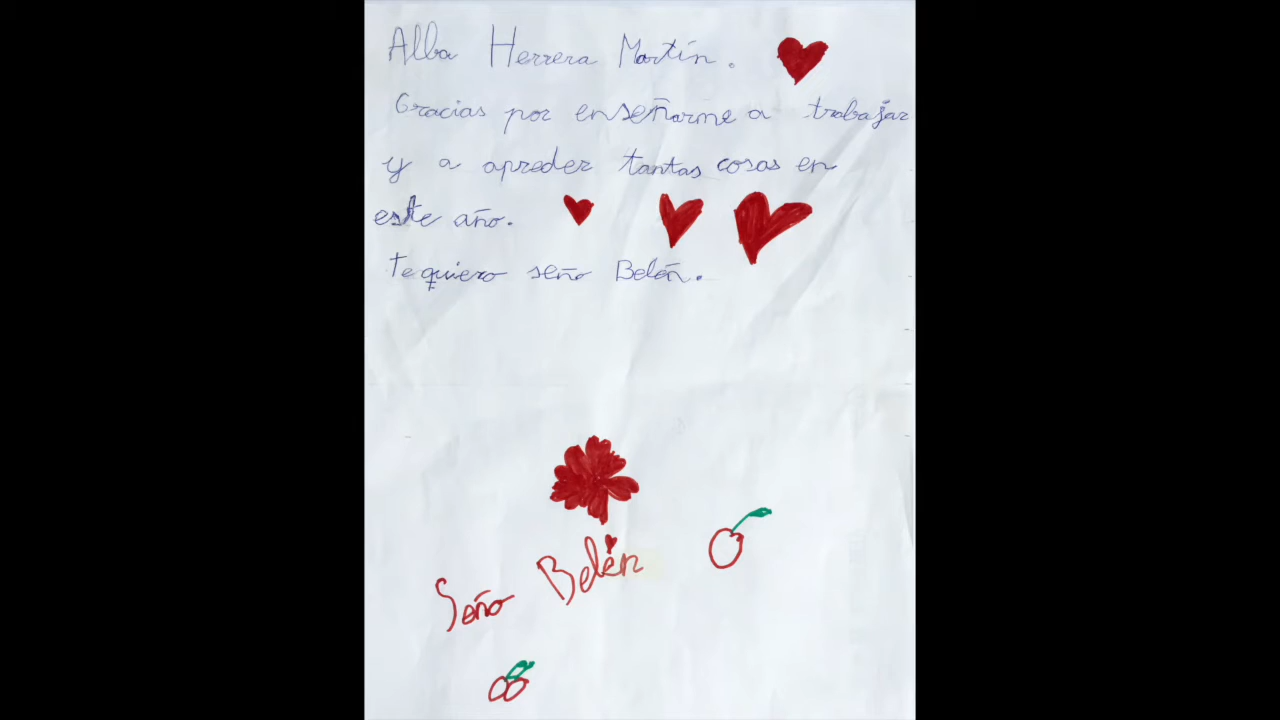 Alba Herrera Martín.
Gracias por enseñarme a trabajar
y a apreder tantas cosas en
este año.
te quiero seño Belén.
Seño Belén